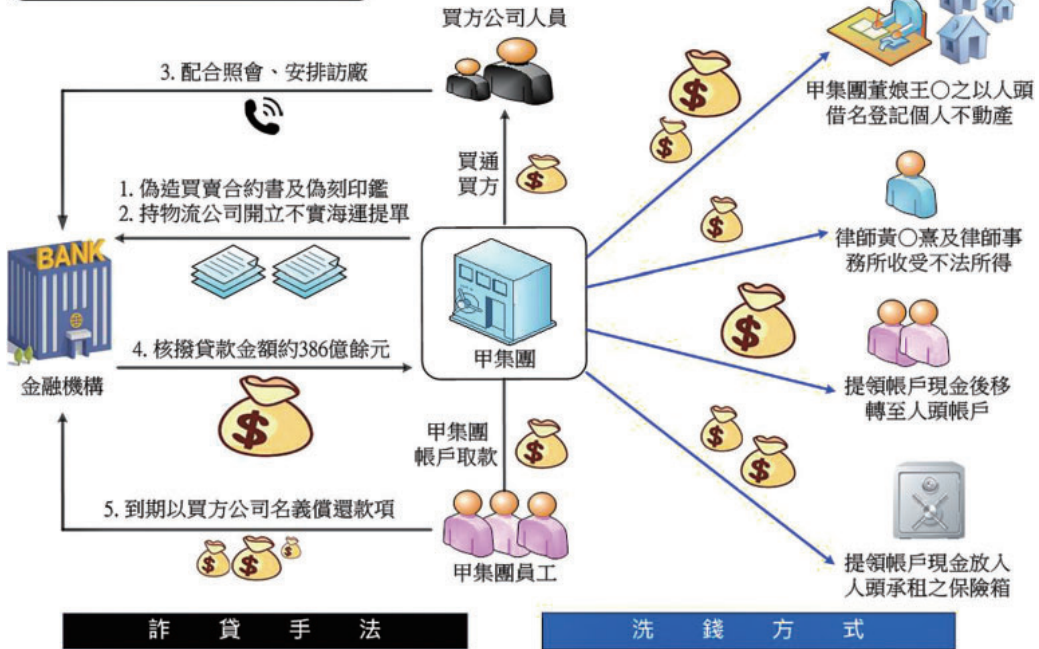 買方公司人員
3. 配合照會、安排訪廠
甲集團董娘王〇之以人頭
借名登記個人不動產
買通
買方
1. 偽造買賣合約書及偽刻印鑑
2. 持物流公司開立不實海運提單
律師黃〇熹及律師事
務所收受不法所得
BANK
金融機構
4. 核撥貸款金額約386億餘元
甲集團
提領帳戶現金後移
轉至人頭帳戶
甲集團
帳戶取款
5. 到期以買方公司名義償還款項
甲集團員工
提領帳戶現金放入
人頭承租之保險箱
詐貸手法
洗錢方式